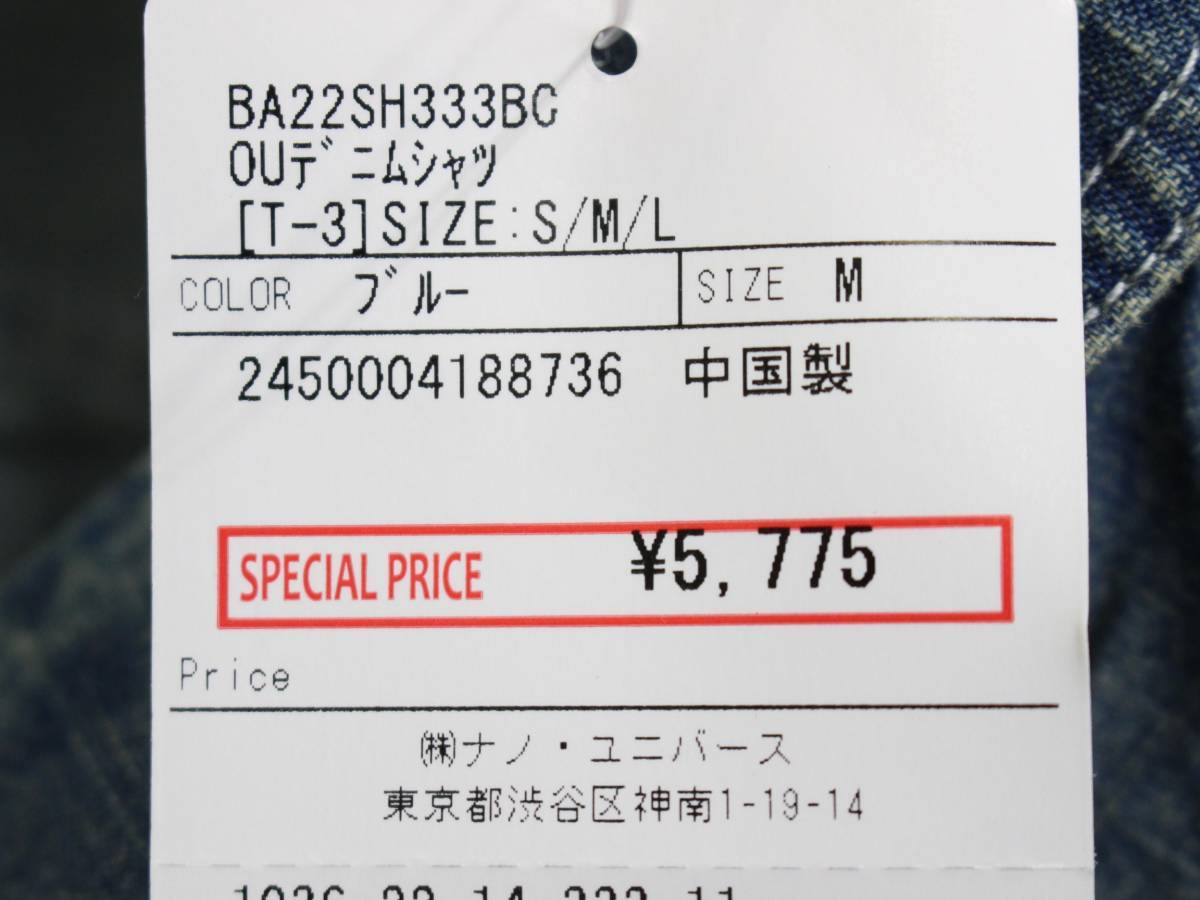 BA22SH333BG
OUﾃﾞﾆﾑｼｬﾂ
[T-3]SIZE:S/M/L
COLOR ﾌﾞﾙｰ SIZE M
2450004188736 中国製
SPECIAL PRICE ¥5,775
Price
㈱ナノ・ユニバース
東京都渋谷区神南1-19-14